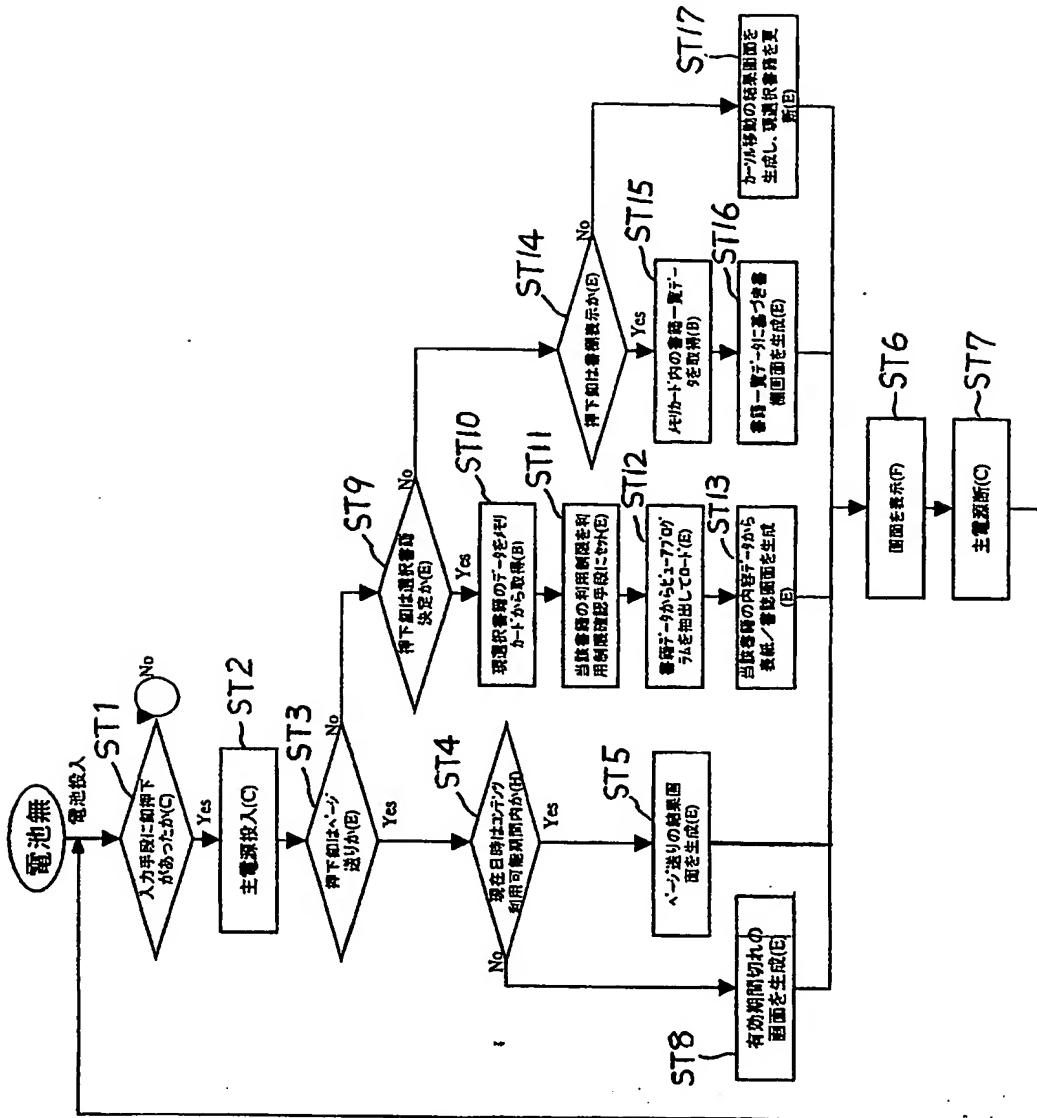 電池無
電池投入
ST1
入力手段に釦押下
があったか(C)
No
Yes
ST2
主電源投入(C)
ST3
押下釦はページ
送りか(E)
No
Yes
ST4
現在日時はコンテンツ
利用可能期間内か(H)
No
Yes
ST5
ページ送りの結果画
面を生成(E)
ST8
有効期間切れの
画面を生成(E)
ST9
押下釦は選択書籍
決定か(E)
No
Yes
ST10
現選択書籍のデータをメモリ
カードから取得(B)
ST11
当該書籍の利用制限を利
用制限確認手段にセット(E)
ST12
書籍データからビューアプログ
ラムを抽出してロード(E)
ST13
当該書籍の内容データから
表紙/書誌画面を生成
(E)
ST14
押下釦は書棚表示か(E)
No
Yes
ST15
メモリカード内の書籍一覧デー
タを取得(B)
ST16
書籍一覧データに基づき書
棚画面を生成(E)
ST17
カーソル移動の結果画面を
生成し、現選択書籍を更
新(E)
ST6
画面を表示(F)
ST7
主電源断(C)